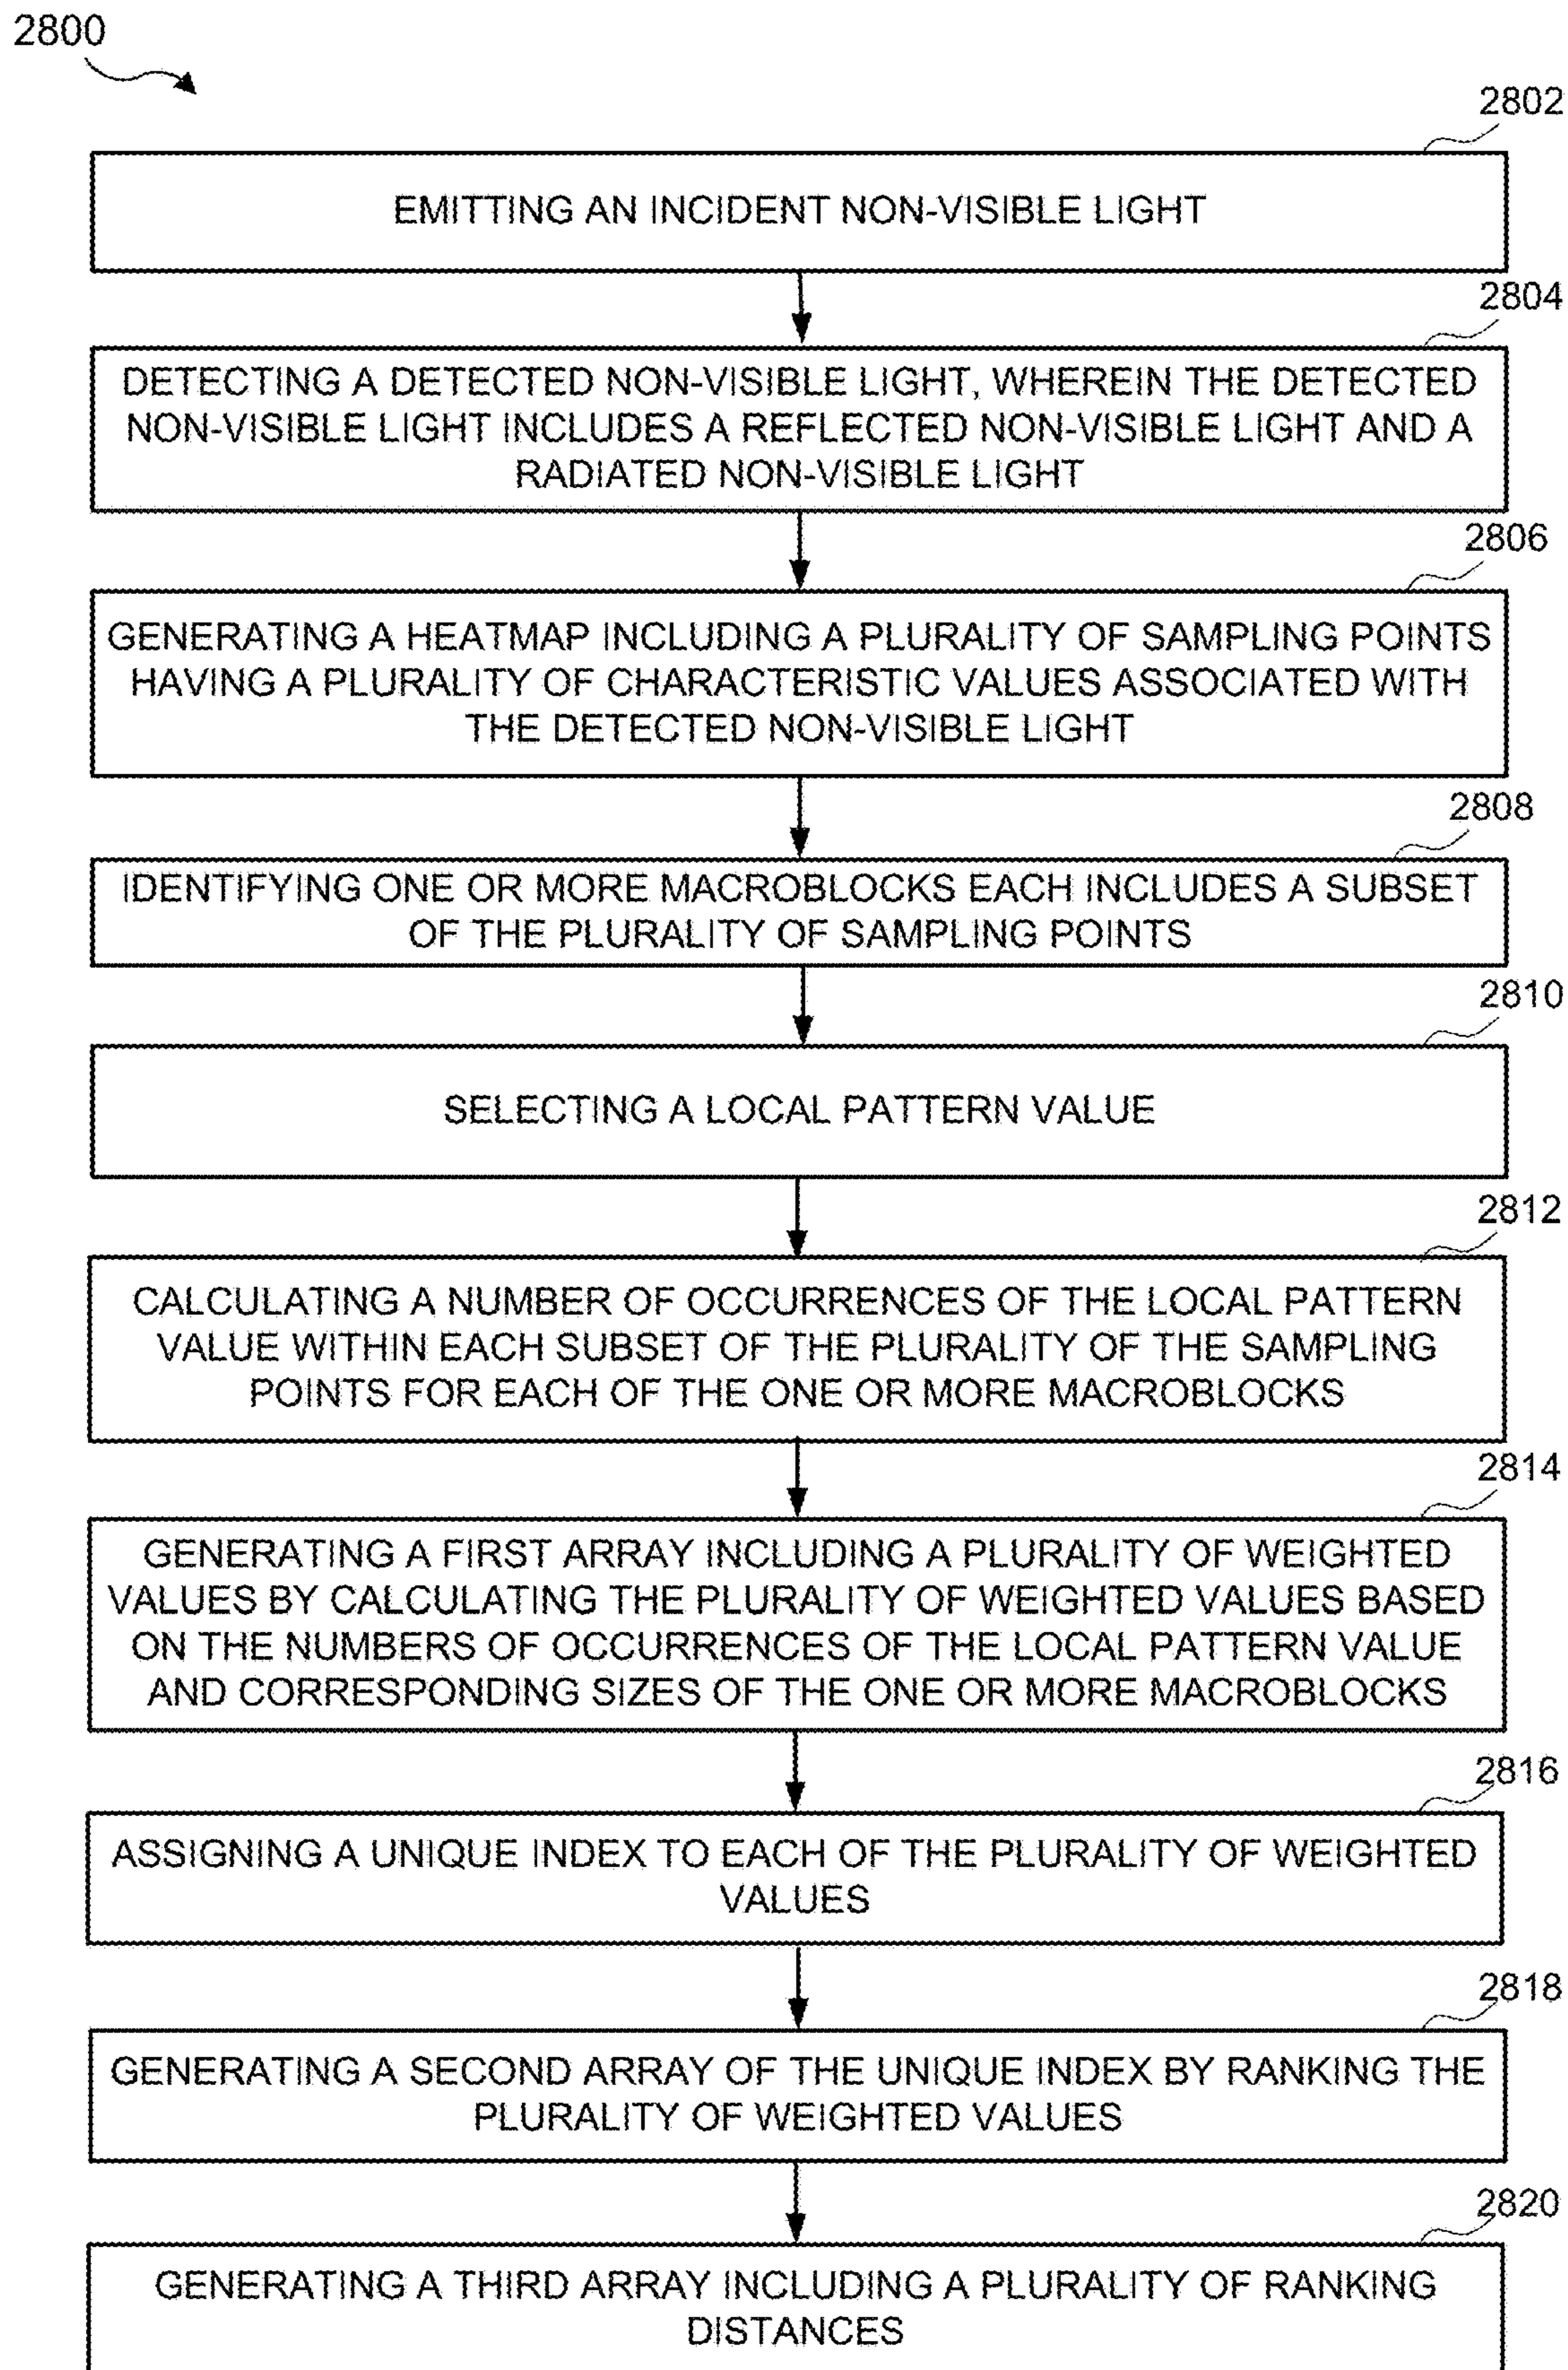 2800
2802
EMITTING AN INCIDENT NON-VISIBLE LIGHT
2804
DETECTING A DETECTED NON-VISIBLE LIGHT, WHEREIN THE DETECTED
NON-VISIBLE LIGHT INCLUDES A REFLECTED NON-VISIBLE LIGHT AND A
RADIATED NON-VISIBLE LIGHT
2806
GENERATING A HEATMAP INCLUDING A PLURALITY OF SAMPLING POINTS
HAVING A PLURALITY OF CHARACTERISTIC VALUES ASSOCIATED WITH
THE DETECTED NON-VISIBLE LIGHT
2808
IDENTIFYING ONE OR MORE MACROBLOCKS EACH INCLUDES A SUBSET
OF THE PLURALITY OF SAMPLING POINTS
2810
SELECTING A LOCAL PATTERN VALUE
2812
CALCULATING A NUMBER OF OCCURRENCES OF THE LOCAL PATTERN
VALUE WITHIN EACH SUBSET OF THE PLURALITY OF THE SAMPLING
POINTS FOR EACH OF THE ONE OR MORE MACROBLOCKS
2814
GENERATING A FIRST ARRAY INCLUDING A PLURALITY OF WEIGHTED
VALUES BY CALCULATING THE PLURALITY OF WEIGHTED VALUES BASED
ON THE NUMBERS OF OCCURRENCES OF THE LOCAL PATTERN VALUE
AND CORRESPONDING SIZES OF THE ONE OR MORE MACROBLOCKS
2816
ASSIGNING A UNIQUE INDEX TO EACH OF THE PLURALITY OF WEIGHTED
VALUES
2818
GENERATING A SECOND ARRAY OF THE UNIQUE INDEX BY RANKING THE
PLURALITY OF WEIGHTED VALUES
2820
GENERATING A THIRD ARRAY INCLUDING A PLURALITY OF RANKING
DISTANCES